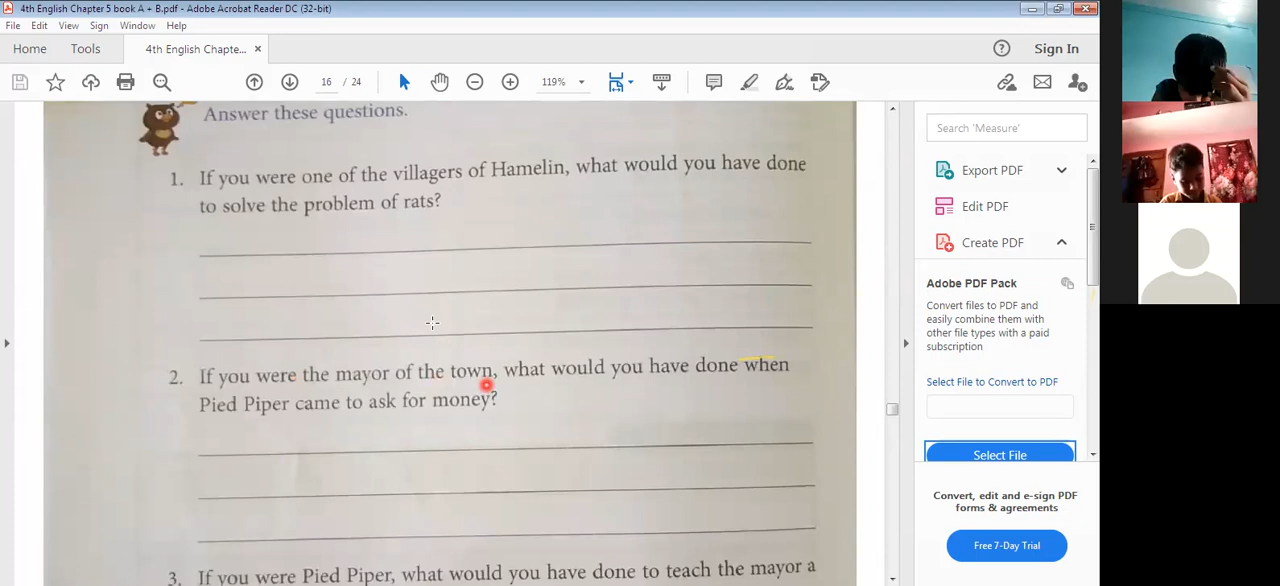 4th English Chapter 5 book A + B.pdf - Adobe Acrobat Reader DC (32-bit)
File Edit View Sign Window Help
Home Tools 4th English Chapte... × Sign In
16 / 24 119%
Answer these questions.
1. If you were one of the villagers of Hamelin, what would you have done
to solve the problem of rats?
2. If you were the mayor of the town, what would you have done when
Pied Piper came to ask for money?
3. If you were Pied Piper, what would you have done to teach the mayor a
Search 'Measure'
Export PDF
Edit PDF
Create PDF
Adobe PDF Pack
Convert files to PDF and
easily combine them with
other file types with a paid
subscription
Select File to Convert to PDF
Select File
Convert, edit and e-sign PDF
forms & agreements
Free 7-Day Trial